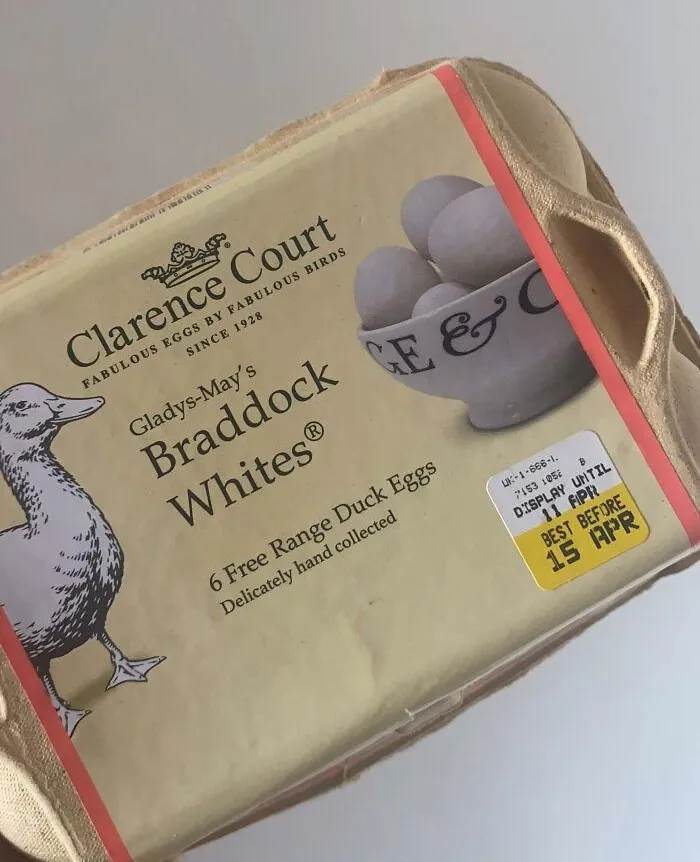 Clarence Court®
FABULOUS EGGS BY FABULOUS BIRDS
SINCE 1928
Gladys-May's
Braddock
Whites®
6 Free Range Duck Eggs
Delicately hand collected
GE & C
DISPLAY UNTIL
11 APR
BEST BEFORE
15 APR